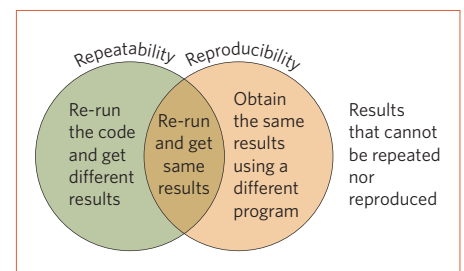 Repeatability
Reproducibility
Re-run
the code
and get
different
results
Re-run
and get
same
results
Obtain
the same
results
using a
different
program
Results
that cannot
be repeated
nor
reproduced